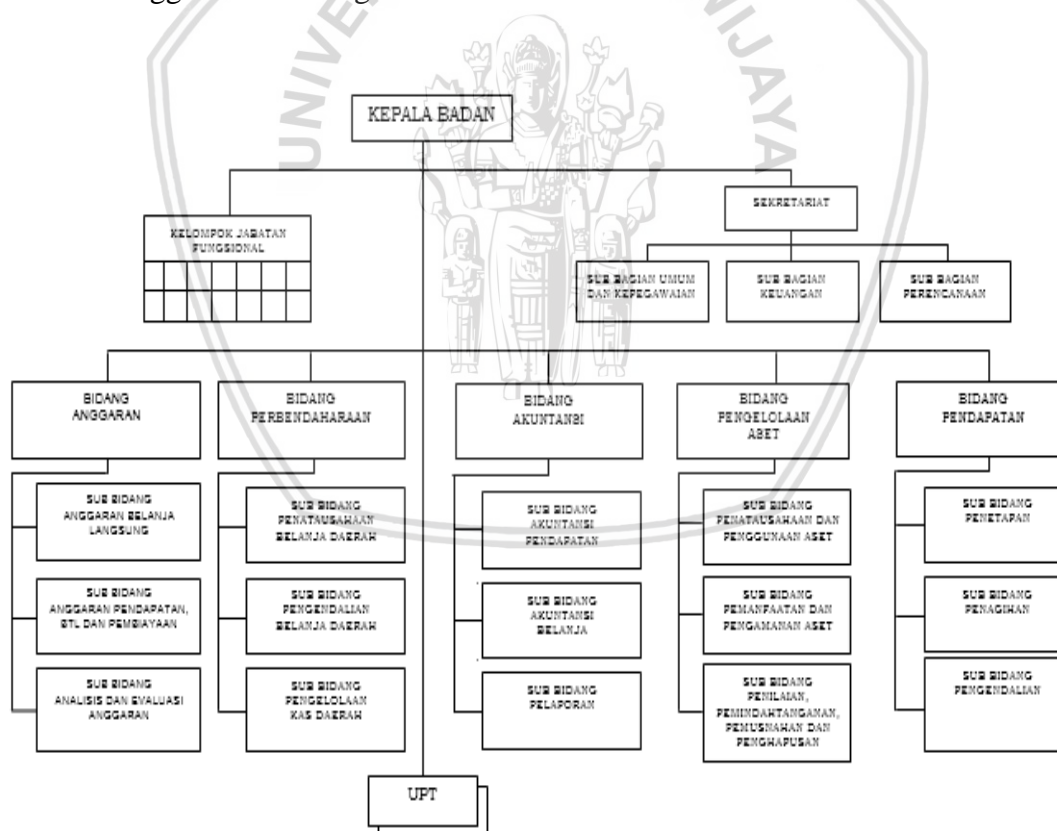 UNIVE
WIJAYA
KEPALA BADAN
SEKRETARIAT
KELOMPOK JABATAN
FUNGSIONAL
SUB BAGIAN UMUM
DAN KEPEGAWAIAN
SUB BAGIAN
KEUANGAN
SUB BAGIAN
PERENCANAAN
BIDANG
ANGGARAN
BIDANG
PERBENDAHARAAN
BIDANG
AKUNTANSI
BIDANG
PENGELOLAAN
ASET
BIDANG
PENDAPATAN
SUB BIDANG
ANGGARAN BELANJA
LANGSUNG
SUB BIDANG
PENATAUSAHAAN
BELANJA DAERAH
SUB BIDANG
AKUNTANSI
PENDAPATAN
SUB BIDANG
PENATAUSAHAAN DAN
PENGGUNAAN ASET
SUB BIDANG
PENETAPAN
SUB BIDANG
ANGGARAN PENDAPATAN,
BTL DAN PEMBIAYAAN
SUB BIDANG
PENGENDALIAN
BELANJA DAERAH
SUB BIDANG
AKUNTANSI
BELANJA
SUB BIDANG
PEMANFAATAN DAN
PENGAMANAN ASET
SUB BIDANG
PENAGIHAN
SUB BIDANG
ANALISIS DAN EVALUASI
ANGGARAN
SUB BIDANG
PENGELOLAAN
KAS DAERAH
SUB BIDANG
PELAPORAN
SUB BIDANG
PENILAIAN,
PEMINDAHTANGANAN,
PEMUSNAHAN DAN
PENGHAPUSAN
SUB BIDANG
PENGENDALIAN
UPT